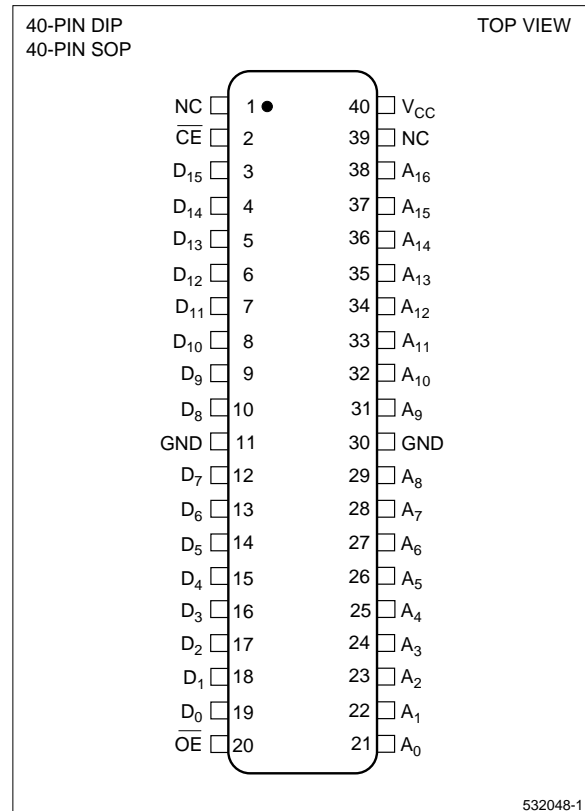 40-PIN DIP TOP VIEW
40-PIN SOP
NC 1 40 V_CC
C̅E̅ 2 39 NC
D₁₅ 3 38 A₁₆
D₁₄ 4 37 A₁₅
D₁₃ 5 36 A₁₄
D₁₂ 6 35 A₁₃
D₁₁ 7 34 A₁₂
D₁₀ 8 33 A₁₁
D₉ 9 32 A₁₀
D₈ 10 31 A₉
GND 11 30 GND
D₇ 12 29 A₈
D₆ 13 28 A₇
D₅ 14 27 A₆
D₄ 15 26 A₅
D₃ 16 25 A₄
D₂ 17 24 A₃
D₁ 18 23 A₂
D₀ 19 22 A₁
O̅E̅ 20 21 A₀
532048-1